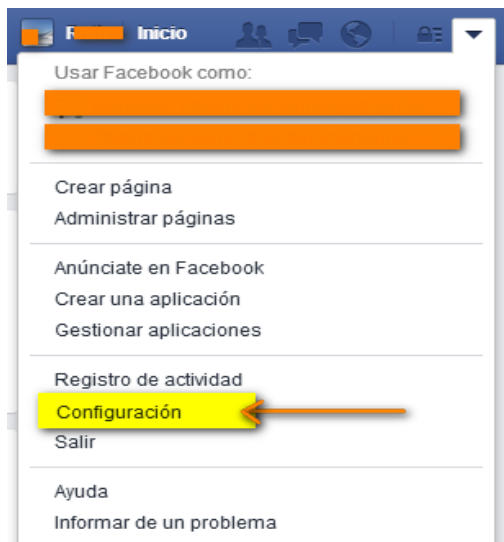 Inicio
Usar Facebook como:
Crear página
Administrar páginas
Anúnciate en Facebook
Crear una aplicación
Gestionar aplicaciones
Registro de actividad
Configuración
Salir
Ayuda
Informar de un problema